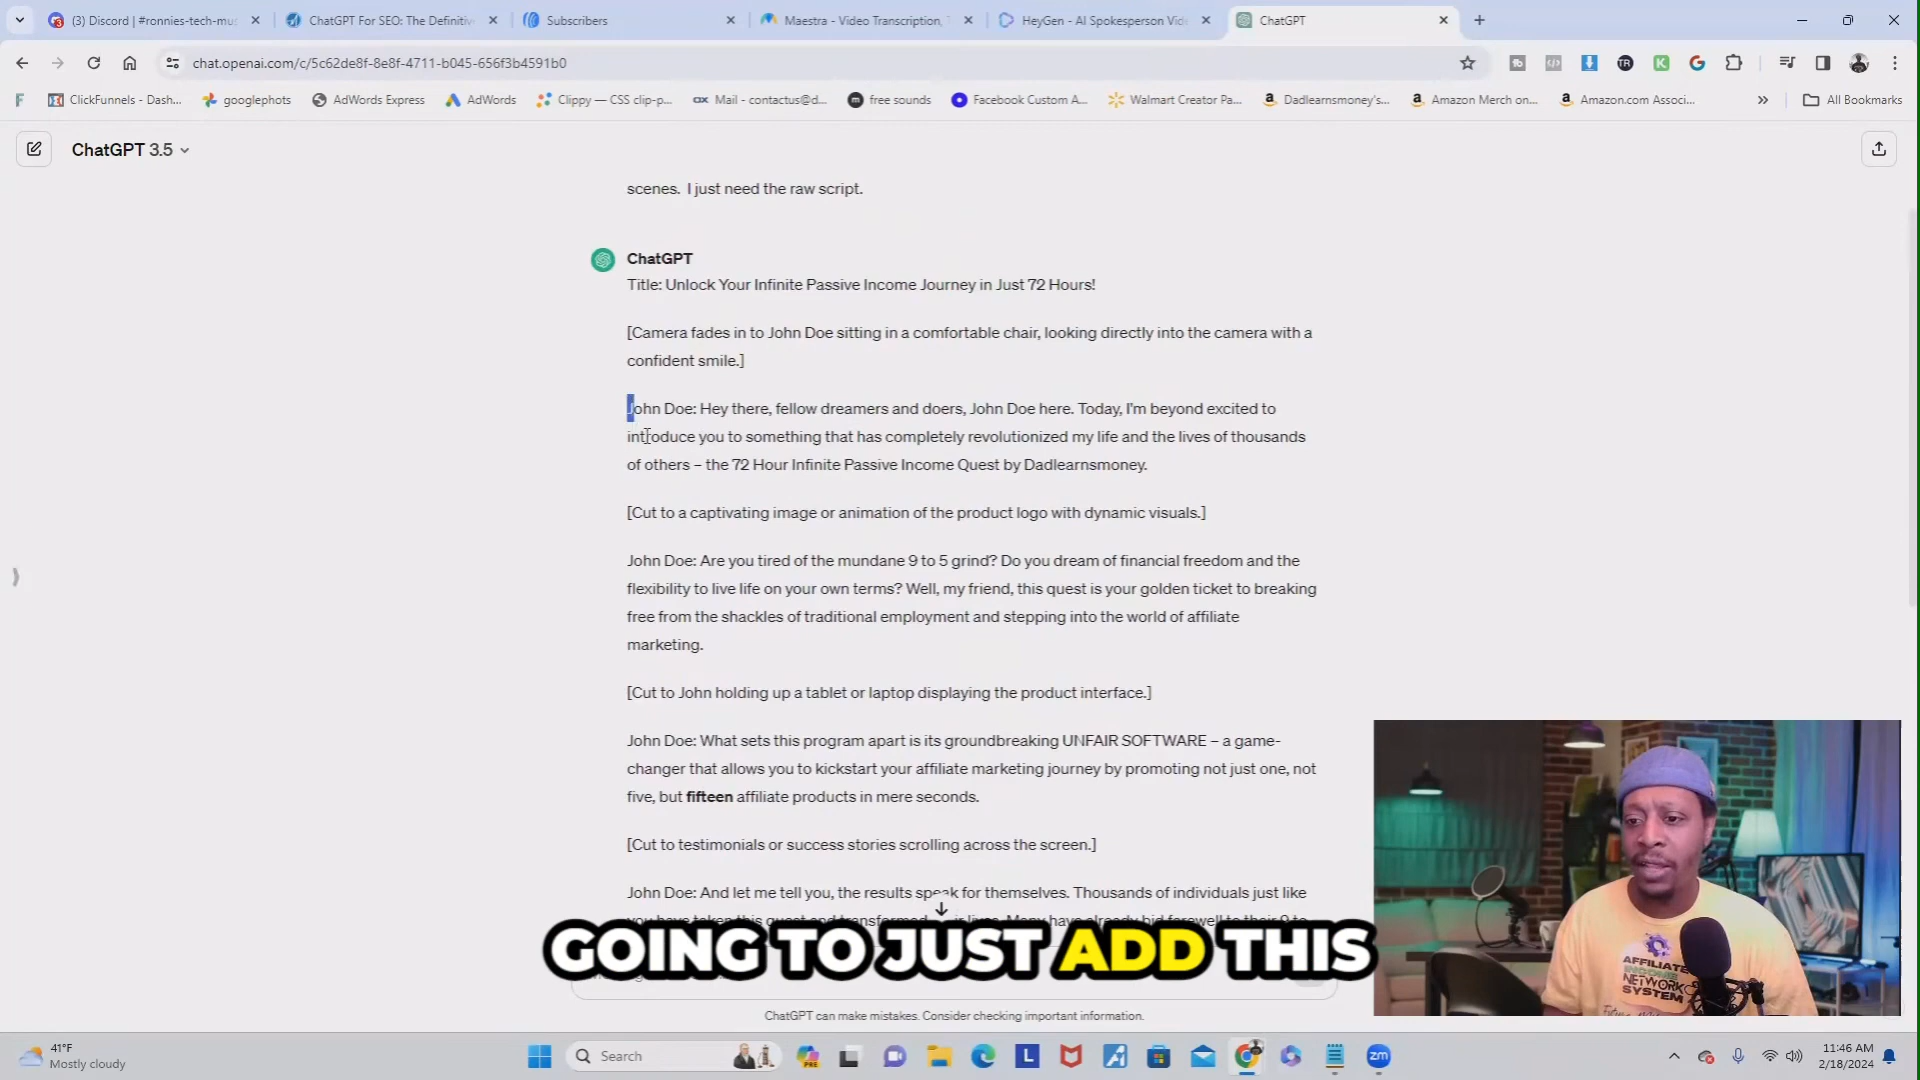 (3) Discord | #ronnies-tech-mus
ChatGPT For SEO: The Definitiv
Subscribers
Maestra - Video Transcription,
HeyGen - AI Spokesperson Vid
ChatGPT
chat.openai.com/c/5c62de8f-8e8f-4711-b045-656f3b4591b0
ClickFunnels - Dash...
googlephots
AdWords Express
AdWords
Clippy — CSS clip-p...
Mail - contactus@d...
free sounds
Facebook Custom A...
Walmart Creator Pa...
Dadlearnsmoney's...
Amazon Merch on...
Amazon.com Associ...
All Bookmarks
ChatGPT 3.5
scenes. I just need the raw script.
ChatGPT
Title: Unlock Your Infinite Passive Income Journey in Just 72 Hours!
[Camera fades in to John Doe sitting in a comfortable chair, looking directly into the camera with a
confident smile.]
John Doe: Hey there, fellow dreamers and doers, John Doe here. Today, I'm beyond excited to
introduce you to something that has completely revolutionized my life and the lives of thousands
of others – the 72 Hour Infinite Passive Income Quest by Dadlearnsmoney.
[Cut to a captivating image or animation of the product logo with dynamic visuals.]
John Doe: Are you tired of the mundane 9 to 5 grind? Do you dream of financial freedom and the
flexibility to live life on your own terms? Well, my friend, this quest is your golden ticket to breaking
free from the shackles of traditional employment and stepping into the world of affiliate
marketing.
[Cut to John holding up a tablet or laptop displaying the product interface.]
John Doe: What sets this program apart is its groundbreaking UNFAIR SOFTWARE – a game-
changer that allows you to kickstart your affiliate marketing journey by promoting not just one, not
five, but fifteen affiliate products in mere seconds.
[Cut to testimonials or success stories scrolling across the screen.]
John Doe: And let me tell you, the results speak for themselves. Thousands of individuals just like
GOING TO JUST ADD THIS
AFFILIATE
INCOME
NETWORK
SYSTEM
ChatGPT can make mistakes. Consider checking important information.
41°F
Mostly cloudy
Search
PRE
L
zm
11:46 AM
2/18/2024